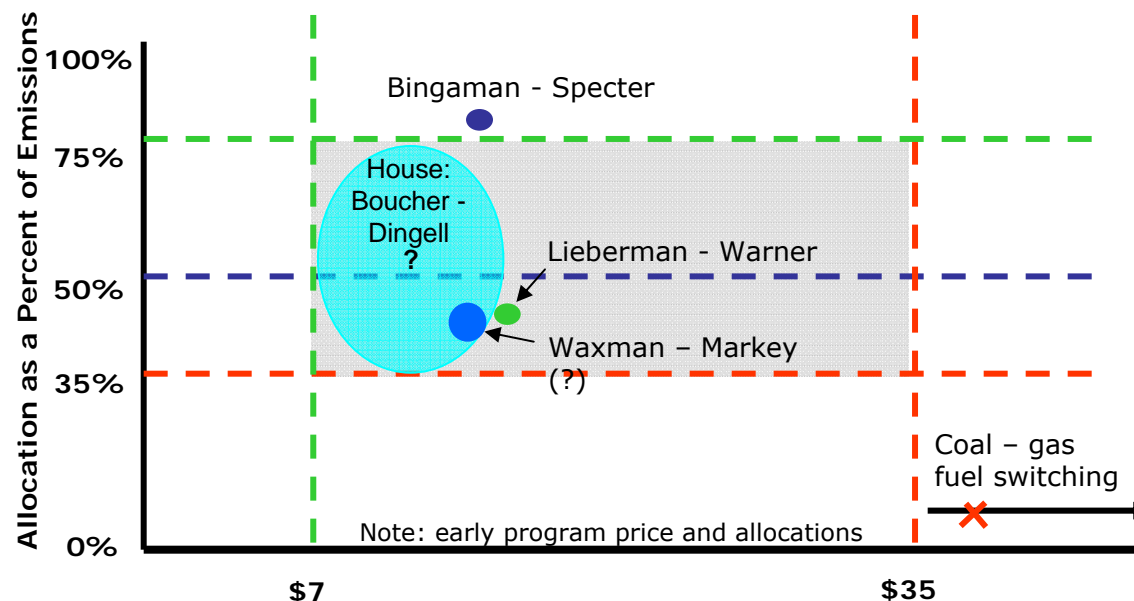 Allocation as a Percent of Emissions
100%
75%
50%
35%
0%
Bingaman - Specter
House:
Boucher -
Dingell
?
Lieberman - Warner
Waxman – Markey
(?)
Coal – gas
fuel switching
Note: early program price and allocations
$7
$35